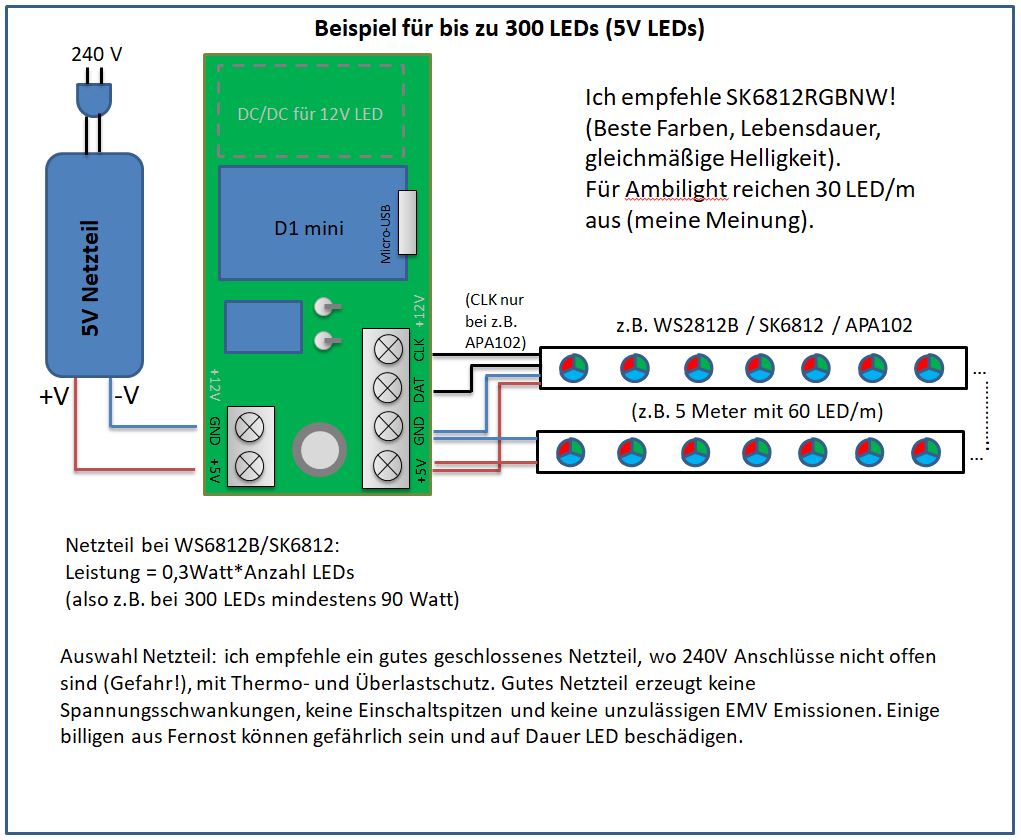 Beispiel für bis zu 300 LEDs (5V LEDs)
240 V
DC/DC für 12V LED
Ich empfehle SK6812RGBNW!
(Beste Farben, Lebensdauer,
gleichmäßige Helligkeit).
Für Ambilight reichen 30 LED/m
aus (meine Meinung).
D1 mini
Micro-USB
5V Netzteil
+12V
(CLK nur
bei z.B.
APA102)
z.B. WS2812B / SK6812 / APA102
CLK
DAT
GND
+5V
...
(z.B. 5 Meter mit 60 LED/m)
...
+V
-V
+12V
GND
+5V
Netzteil bei WS6812B/SK6812:
Leistung = 0,3Watt*Anzahl LEDs
(also z.B. bei 300 LEDs mindestens 90 Watt)
Auswahl Netzteil: ich empfehle ein gutes geschlossenes Netzteil, wo 240V Anschlüsse nicht offen
sind (Gefahr!), mit Thermo- und Überlastschutz. Gutes Netzteil erzeugt keine
Spannungsschwankungen, keine Einschaltspitzen und keine unzulässigen EMV Emissionen. Einige
billigen aus Fernost können gefährlich sein und auf Dauer LED beschädigen.